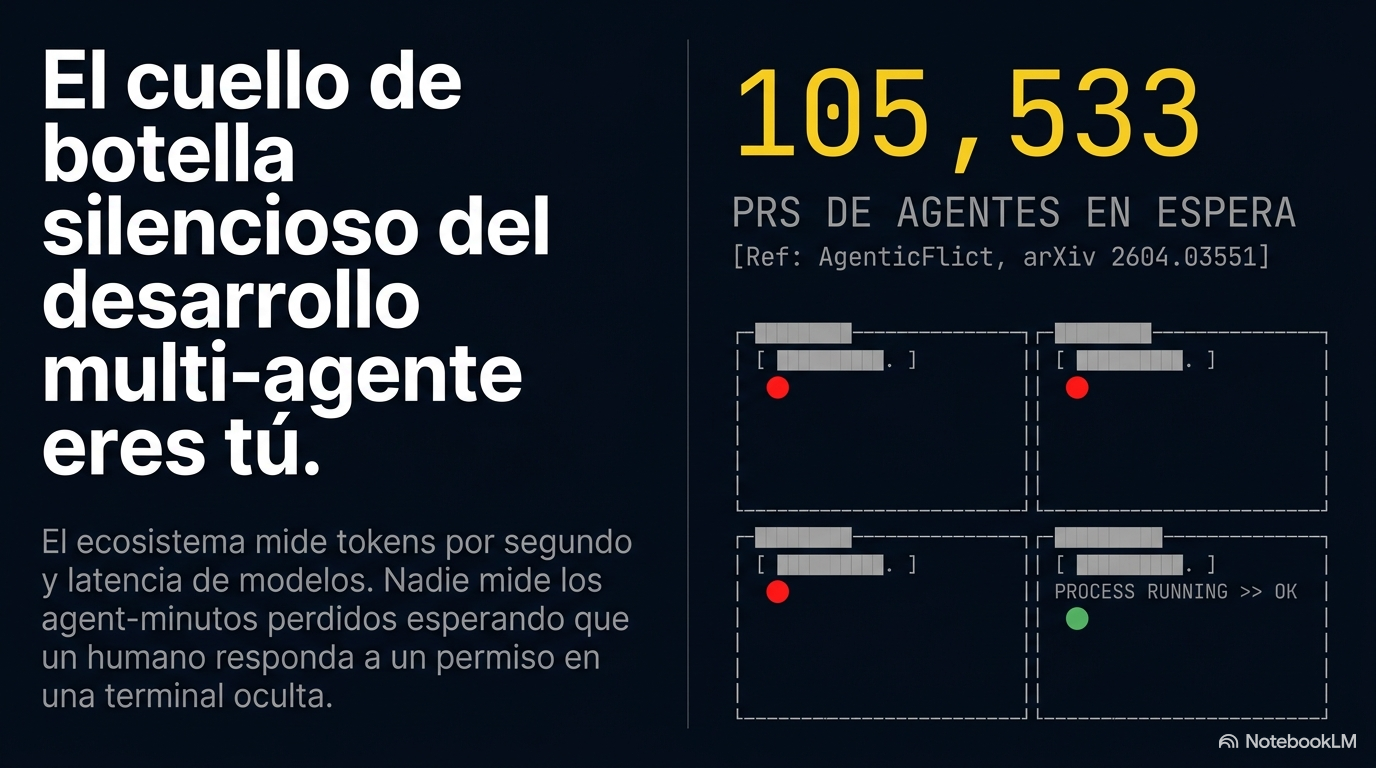 El cuello de
botella
silencioso del
desarrollo
multi-agente
eres tú.
El ecosistema mide tokens por segundo
y latencia de modelos. Nadie mide los
agent-minutos perdidos esperando que
un humano responda a un permiso en
una terminal oculta.
105,533
PRS DE AGENTES EN ESPERA
[Ref: AgenticFlict, arXiv 2604.03551]
PROCESS RUNNING >> OK
NotebookLM